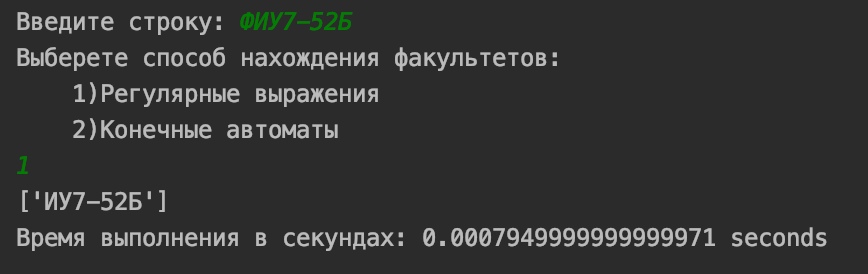 Введите строку: ФИУ7-52Б
Выберете способ нахождения факультетов:
1)Регулярные выражения
2)Конечные автоматы
1
['ИУ7-52Б']
Время выполнения в секундах: 0.0007949999999999971 seconds